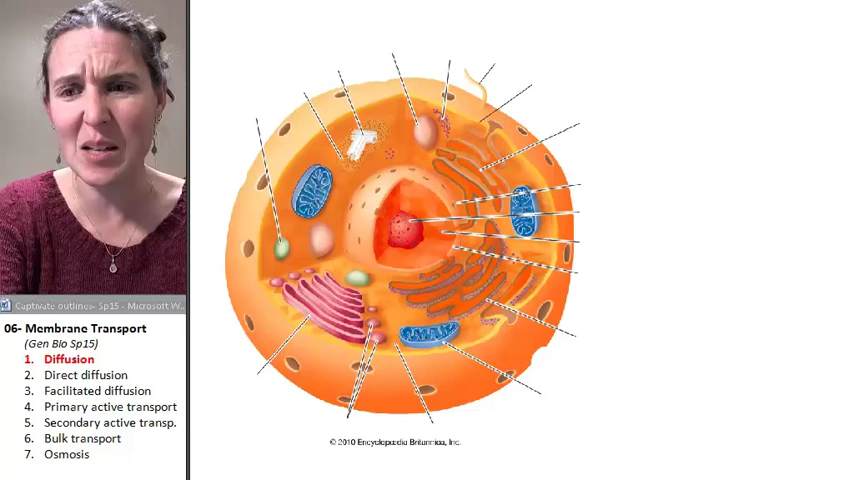 Captivate outlines- Sp15 - Microsoft W.
06- Membrane Transport
(Gen Bio Sp15)
1. Diffusion
2. Direct diffusion
3. Facilitated diffusion
4. Primary active transport
5. Secondary active transp.
6. Bulk transport
7. Osmosis
© 2010 Encyclopædia Britannica, Inc.